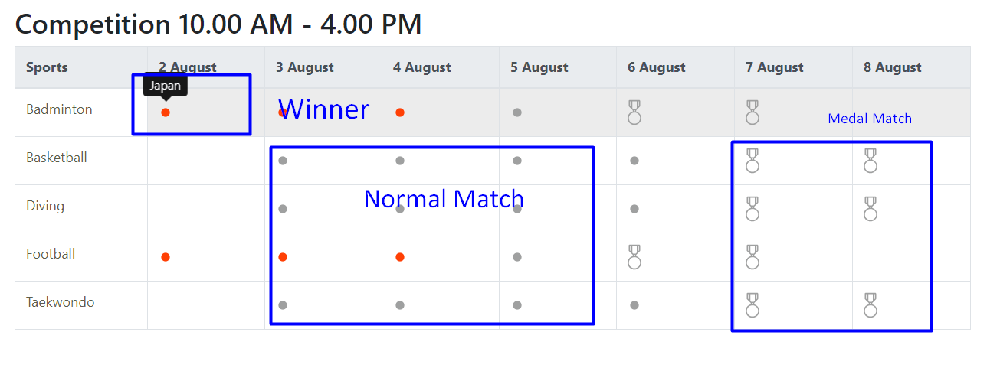 Competition 10.00 AM - 4.00 PM
Sports 2 August 3 August 4 August 5 August 6 August 7 August 8 August
Japan
Badminton
Winner
Medal Match
Basketball
Normal Match
Diving
Football
Taekwondo